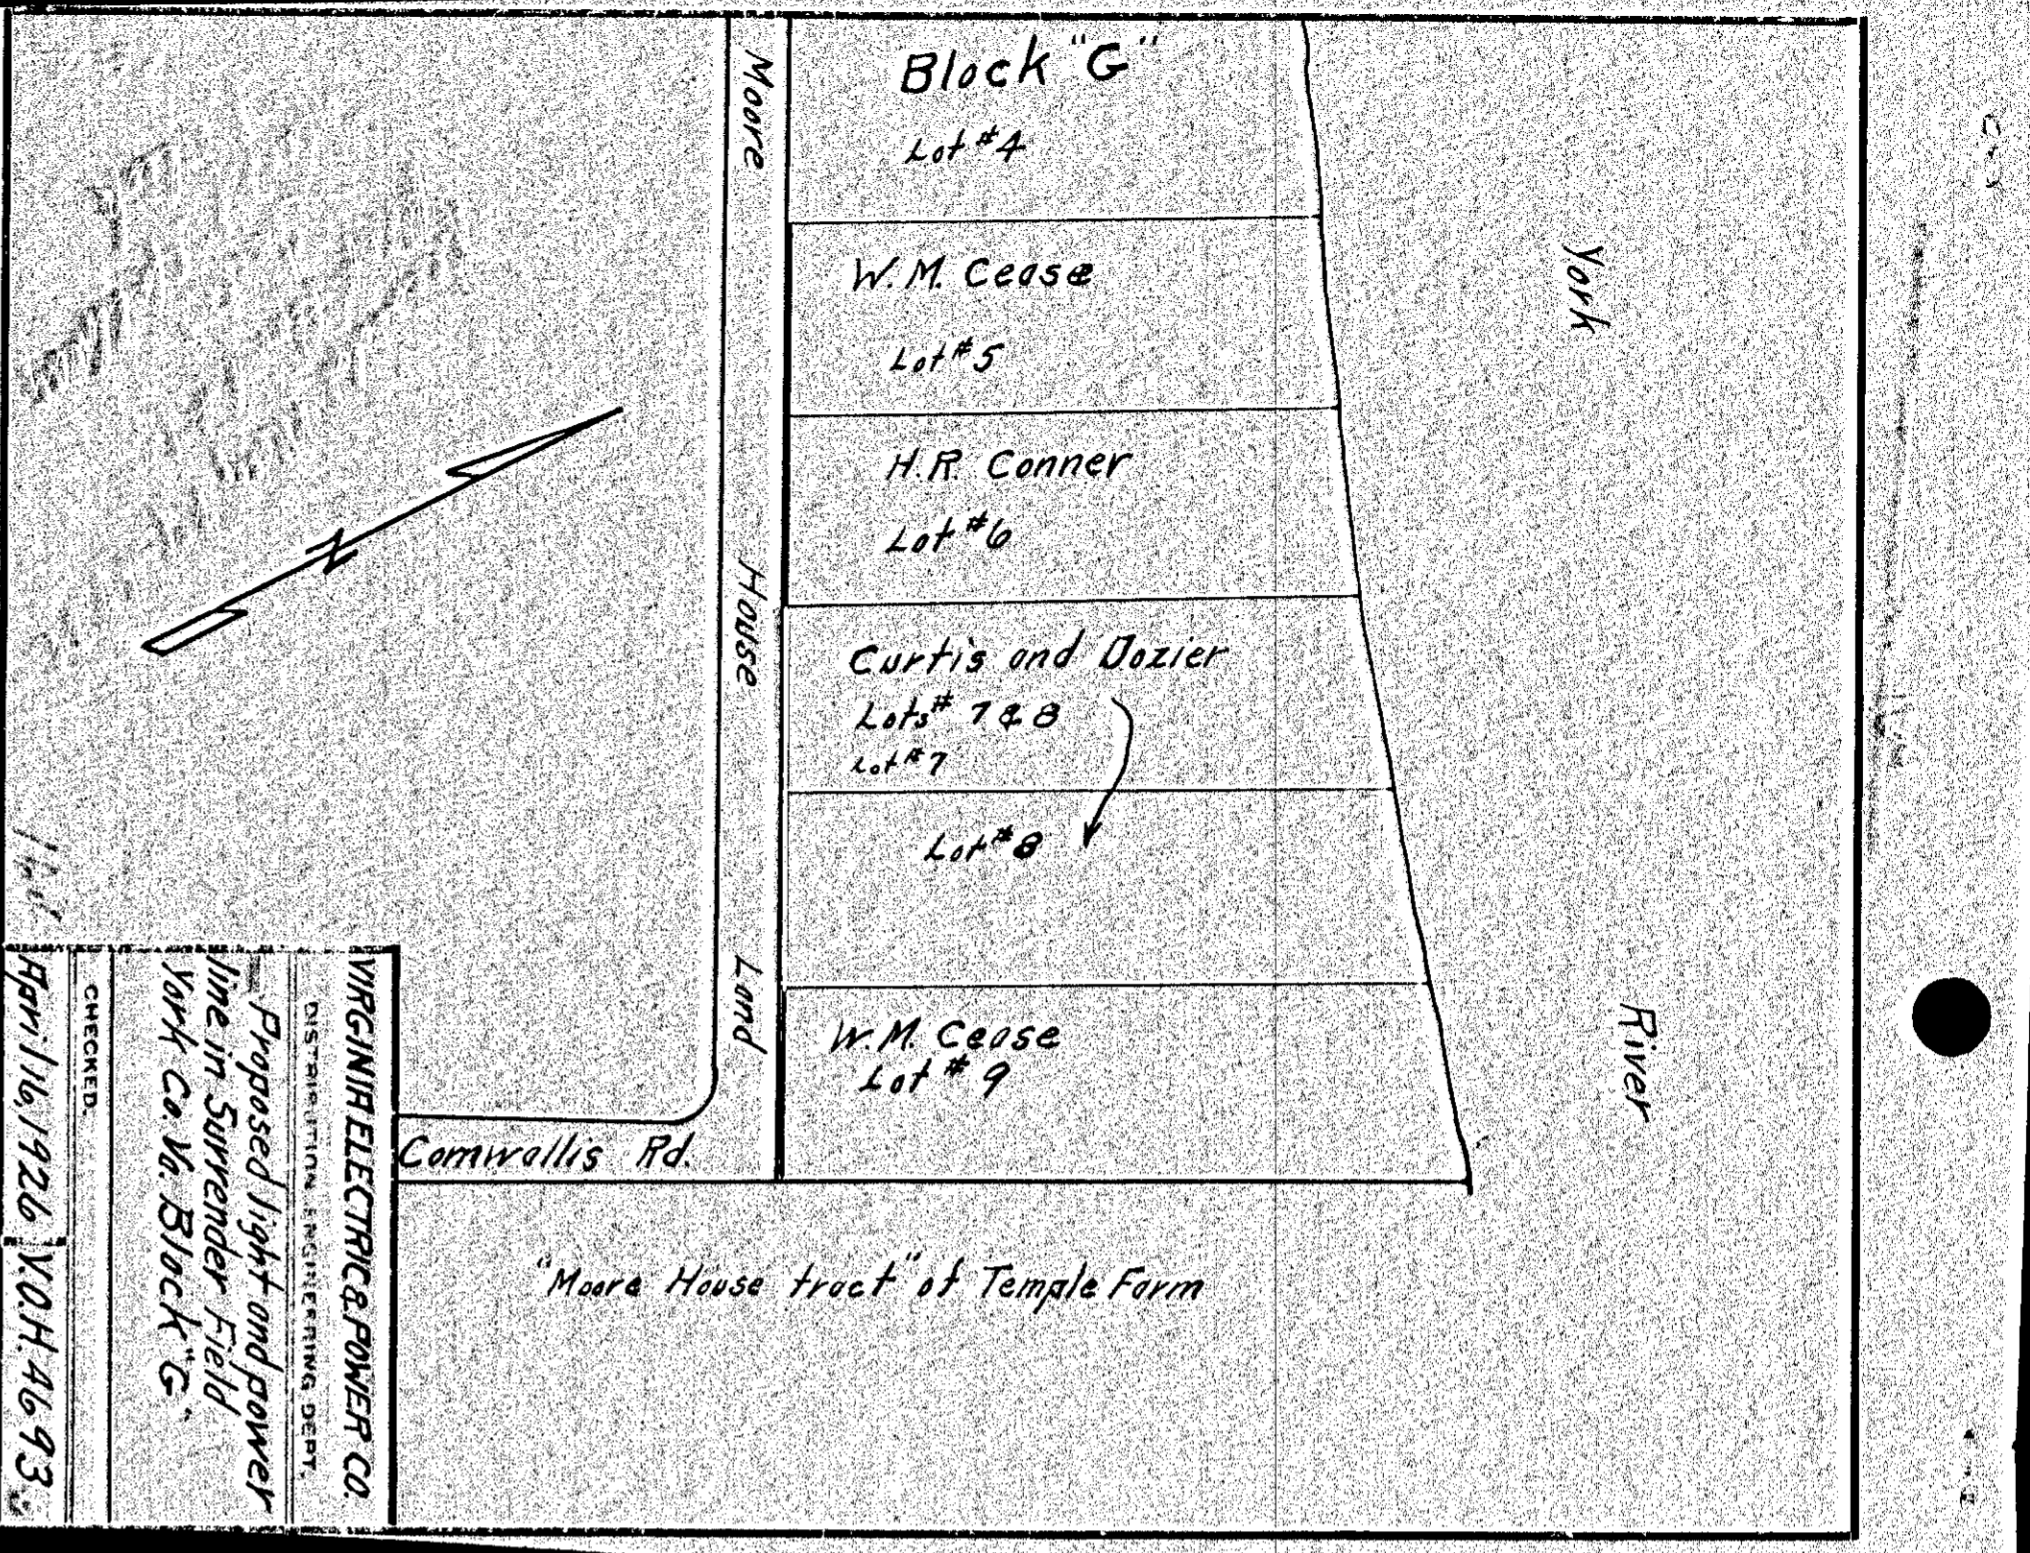 Block "G"
Lot #4
W.M. Cease
Lot #5
H.R. Conner
Lot #6
Curtis and Dozier
Lots # 7 & 8
Lot #7
Lot #8
W.M. Cease
Lot # 9
Moore House Land
York River
Cornwallis Rd.
"Moore House tract" of Temple Farm
N
VIRGINIA ELECTRIC & POWER CO.
DISTRIBUTION ENGINEERING DEPT.
Proposed light and power
line in Surrender Field
York Co. Va. Block "G"
CHECKED.
April 16, 1926 V.O.H. 4693